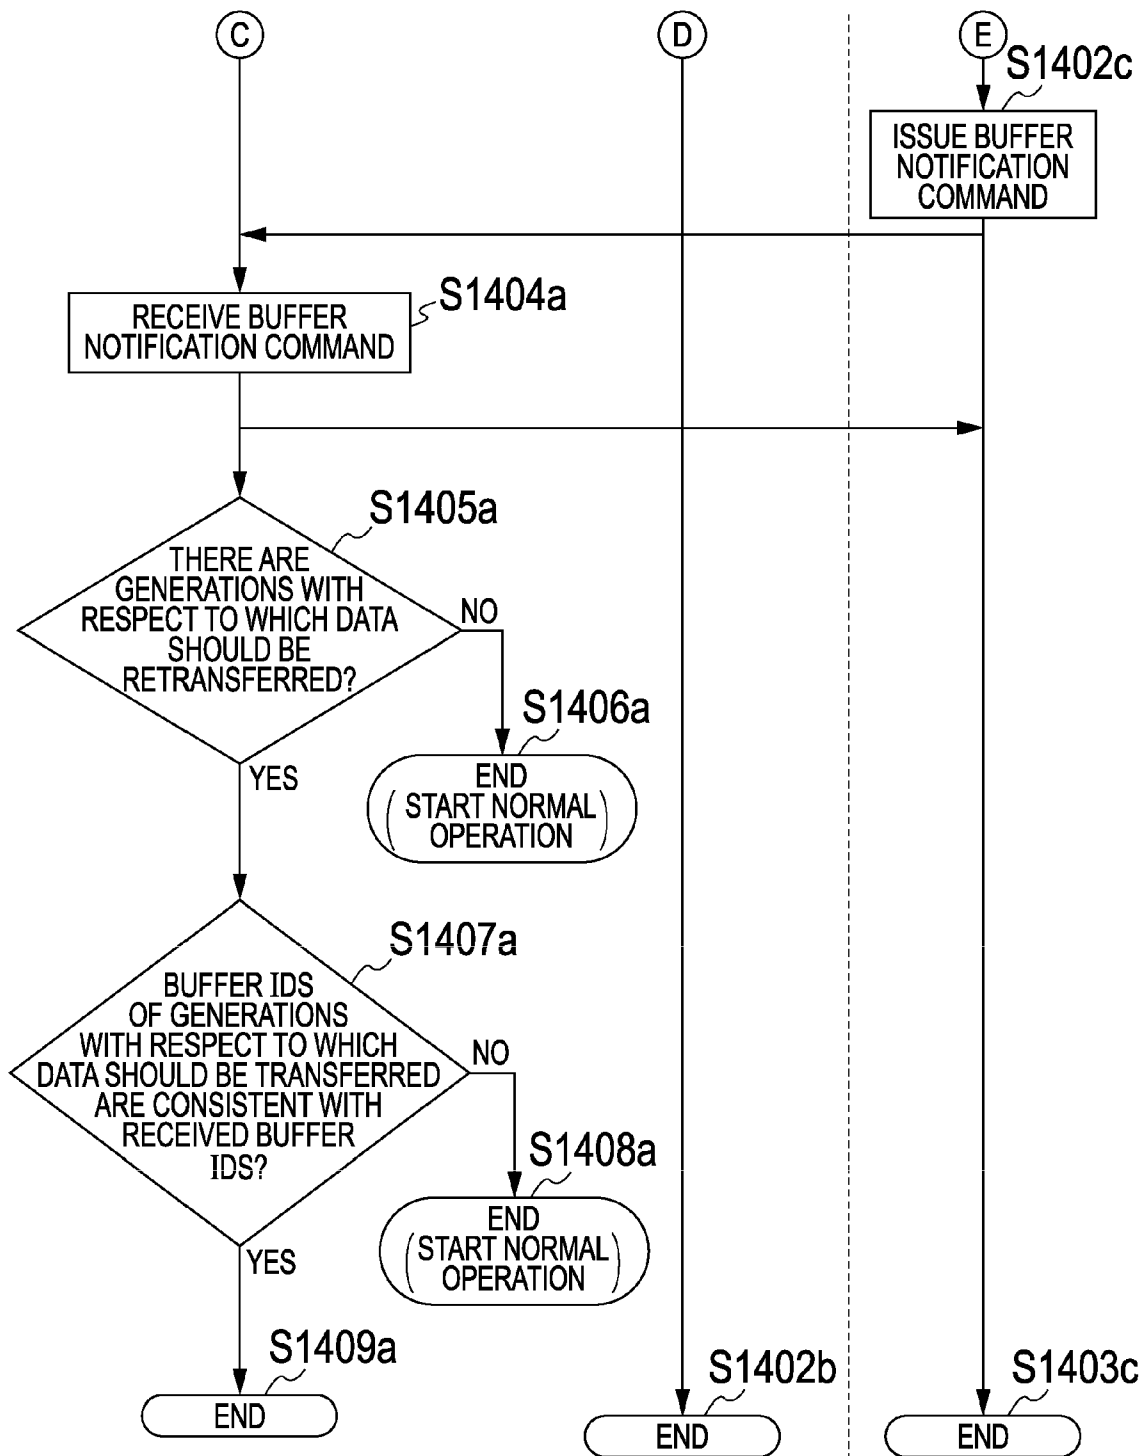 C
D
E
S1402c
ISSUE BUFFER
NOTIFICATION
COMMAND
S1404a
RECEIVE BUFFER
NOTIFICATION COMMAND
S1405a
THERE ARE
GENERATIONS WITH
RESPECT TO WHICH DATA
SHOULD BE
RETRANSFERRED?
NO
S1406a
END
(START NORMAL
OPERATION)
YES
S1407a
BUFFER IDS
OF GENERATIONS
WITH RESPECT TO WHICH
DATA SHOULD BE TRANSFERRED
ARE CONSISTENT WITH
RECEIVED BUFFER
IDS?
NO
S1408a
END
(START NORMAL
OPERATION)
YES
S1409a
END
S1402b
END
S1403c
END